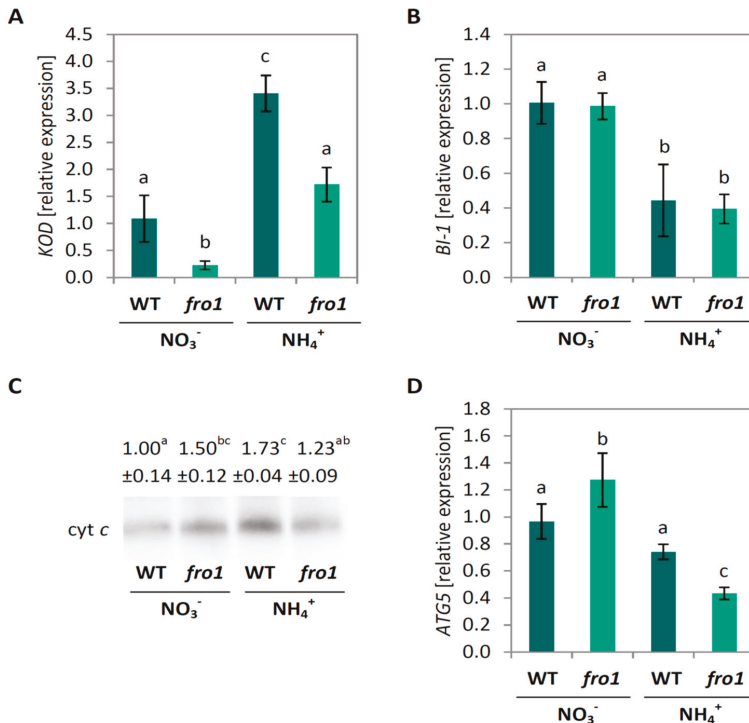 A
KOD [relative expression]
4.5
4.0
3.5
3.0
2.5
2.0
1.5
1.0
0.5
0.0
a
b
c
a
WT fro1 WT fro1
NO₃⁻ NH₄⁺
B
BI-1 [relative expression]
1.4
1.2
1.0
0.8
0.6
0.4
0.2
0.0
a
a
b
b
WT fro1 WT fro1
NO₃⁻ NH₄⁺
C
1.00ᵃ 1.50ᵇᶜ 1.73ᶜ 1.23ᵃᵇ
±0.14 ±0.12 ±0.04 ±0.09
cyt c
WT fro1 WT fro1
NO₃⁻ NH₄⁺
D
ATG5 [relative expression]
1.8
1.6
1.4
1.2
1.0
0.8
0.6
0.4
0.2
0.0
a
b
a
c
WT fro1 WT fro1
NO₃⁻ NH₄⁺